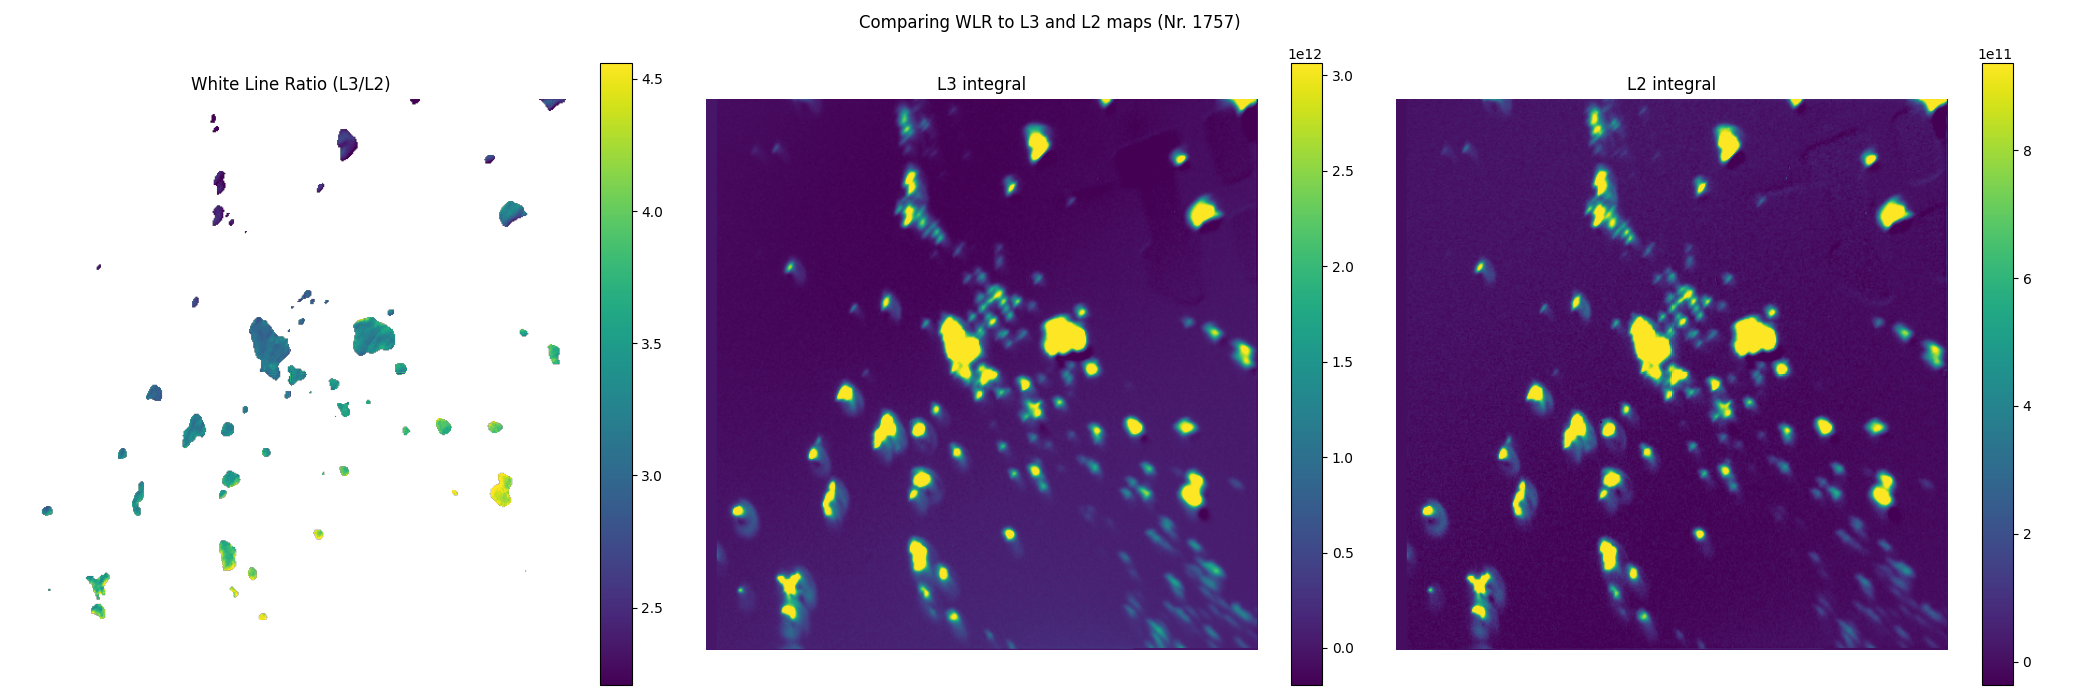 Comparing WLR to L3 and L2 maps (Nr. 1757)
White Line Ratio (L3/L2)
4.5
4.0
3.5
3.0
2.5
L3 integral
1e12
3.0
2.5
2.0
1.5
1.0
0.5
0.0
L2 integral
1e11
8
6
4
2
0